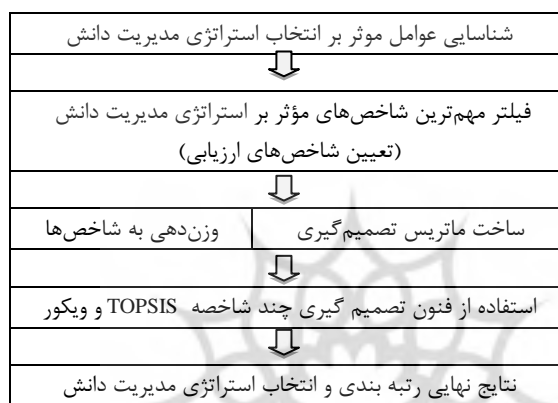 شناسایی عوامل موثر بر انتخاب استراتژی مدیریت دانش
فیلتر مهم‌ترین شاخص‌های مؤثر بر استراتژی مدیریت دانش
(تعیین شاخص‌های ارزیابی)
ساخت ماتریس تصمیم‌گیری
وزن‌دهی به شاخص‌ها
استفاده از فنون تصمیم گیری چند شاخصه TOPSIS و ویکور
نتایج نهایی رتبه بندی و انتخاب استراتژی مدیریت دانش